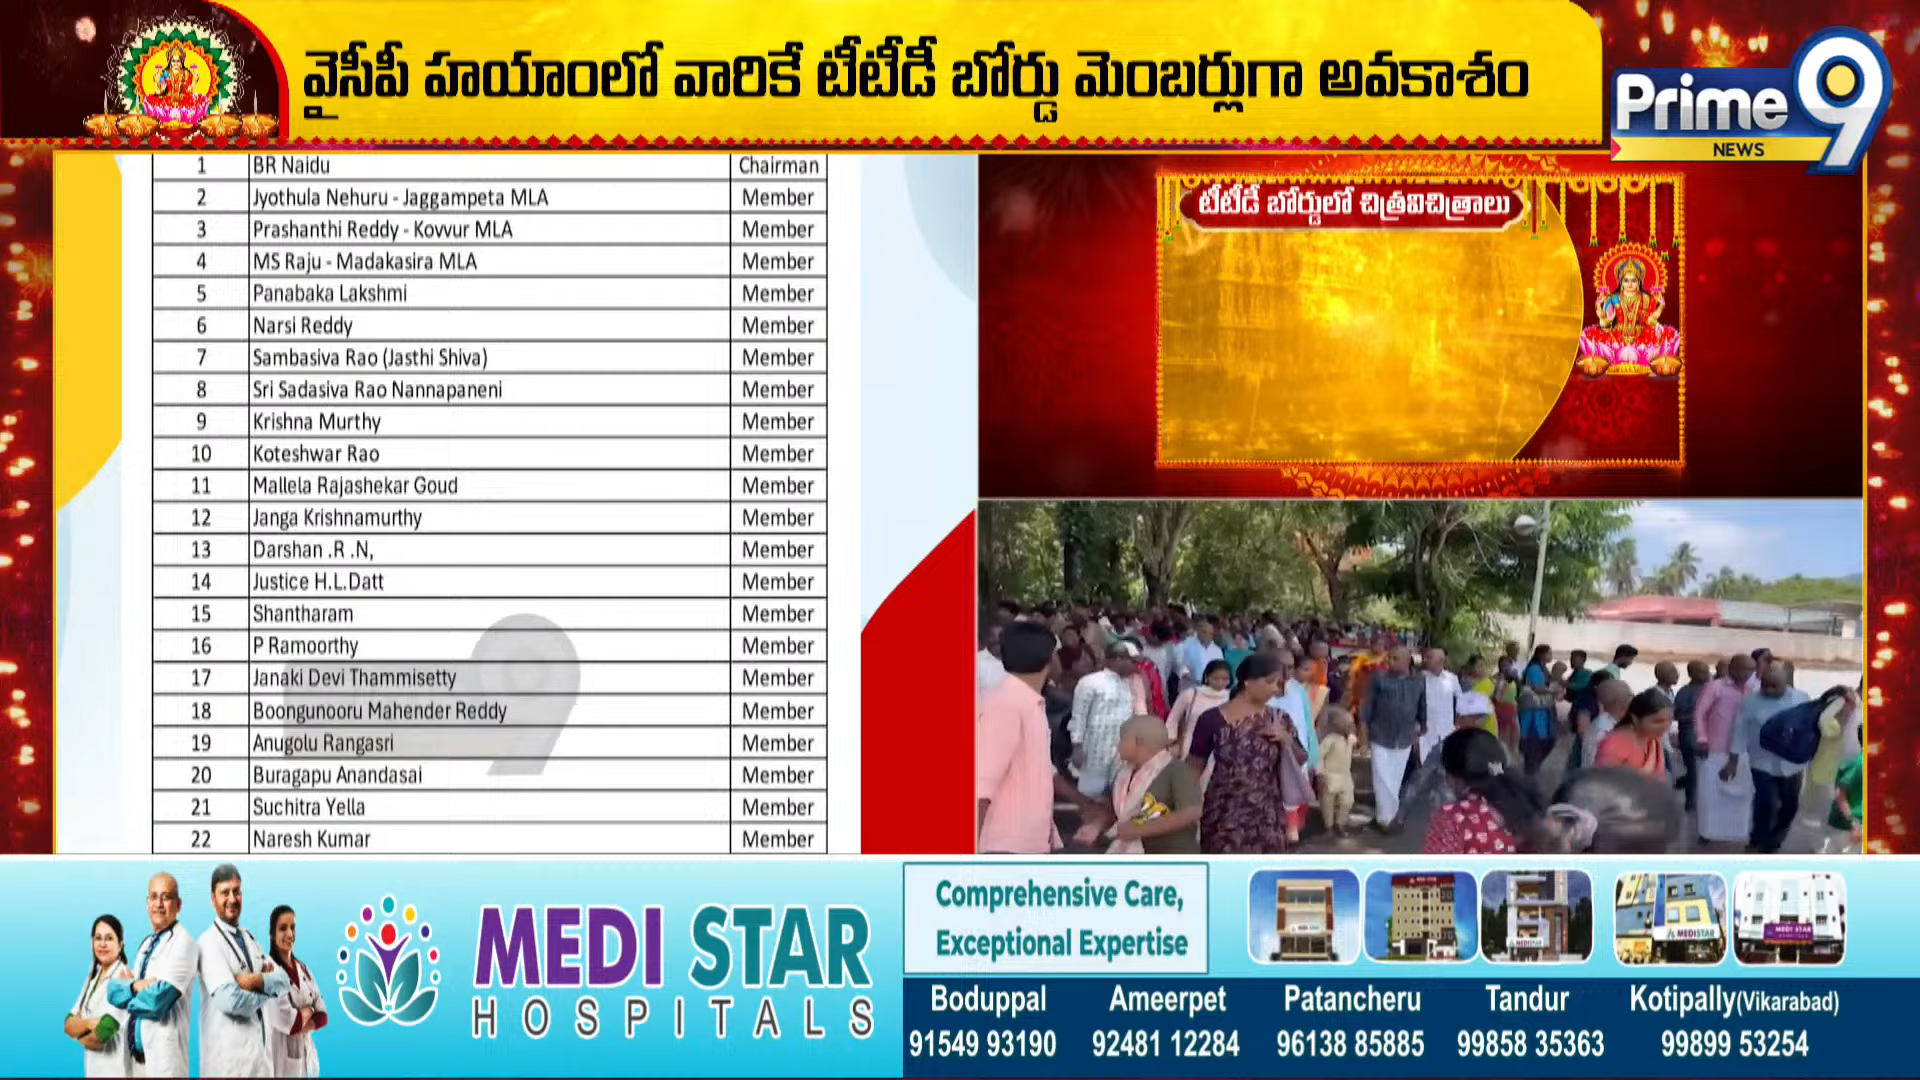 వైసీపీ హయాంలో వారికే టీటీడీ బోర్డు మెంబర్లుగా అవకాశం
Prime9
NEWS
1 BR Naidu Chairman
2 Jyothula Nehuru - Jaggampeta MLA Member
3 Prashanthi Reddy - Kovvur MLA Member
4 MS Raju - Madakasira MLA Member
5 Panabaka Lakshmi Member
6 Narsi Reddy Member
7 Sambasiva Rao (Jasthi Shiva) Member
8 Sri Sadasiva Rao Nannapaneni Member
9 Krishna Murthy Member
10 Koteshwar Rao Member
11 Mallela Rajashekar Goud Member
12 Janga Krishnamurthy Member
13 Darshan .R .N, Member
14 Justice H.L.Datt Member
15 Shantharam Member
16 P Ramoorthy Member
17 Janaki Devi Thammisetty Member
18 Boongunooru Mahender Reddy Member
19 Anugolu Rangasri Member
20 Buragapu Anandasai Member
21 Suchitra Yella Member
22 Naresh Kumar Member
టీటీడీ బోర్డులో చిత్రవిచిత్రాలు
MEDI STAR
HOSPITALS
Comprehensive Care,
Exceptional Expertise
MEDISTAR
MEDISTAR
MEDI STAR
Boduppal Ameerpet Patancheru Tandur Kotipally(Vikarabad)
91549 93190 92481 12284 96138 85885 99858 35363 99899 53254